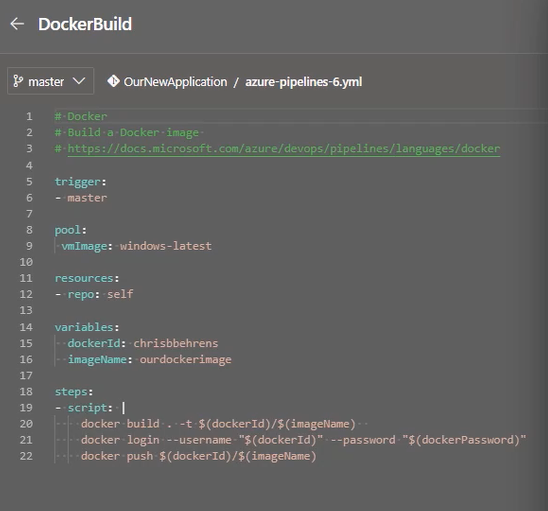 ← DockerBuild
master OurNewApplication / azure-pipelines-6.yml
1 # Docker
2 # Build a Docker image
3 # https://docs.microsoft.com/azure/devops/pipelines/languages/docker
4
5 trigger:
6 - master
7
8 pool:
9  vmImage: windows-latest
10
11 resources:
12 - repo: self
13
14 variables:
15   dockerId: chrisbbehrens
16   imageName: ourdockerimage
17
18 steps:
19 - script: |
20     docker build . -t $(dockerId)/$(imageName)
21     docker login --username "$(dockerId)" --password "$(dockerPassword)"
22     docker push $(dockerId)/$(imageName)